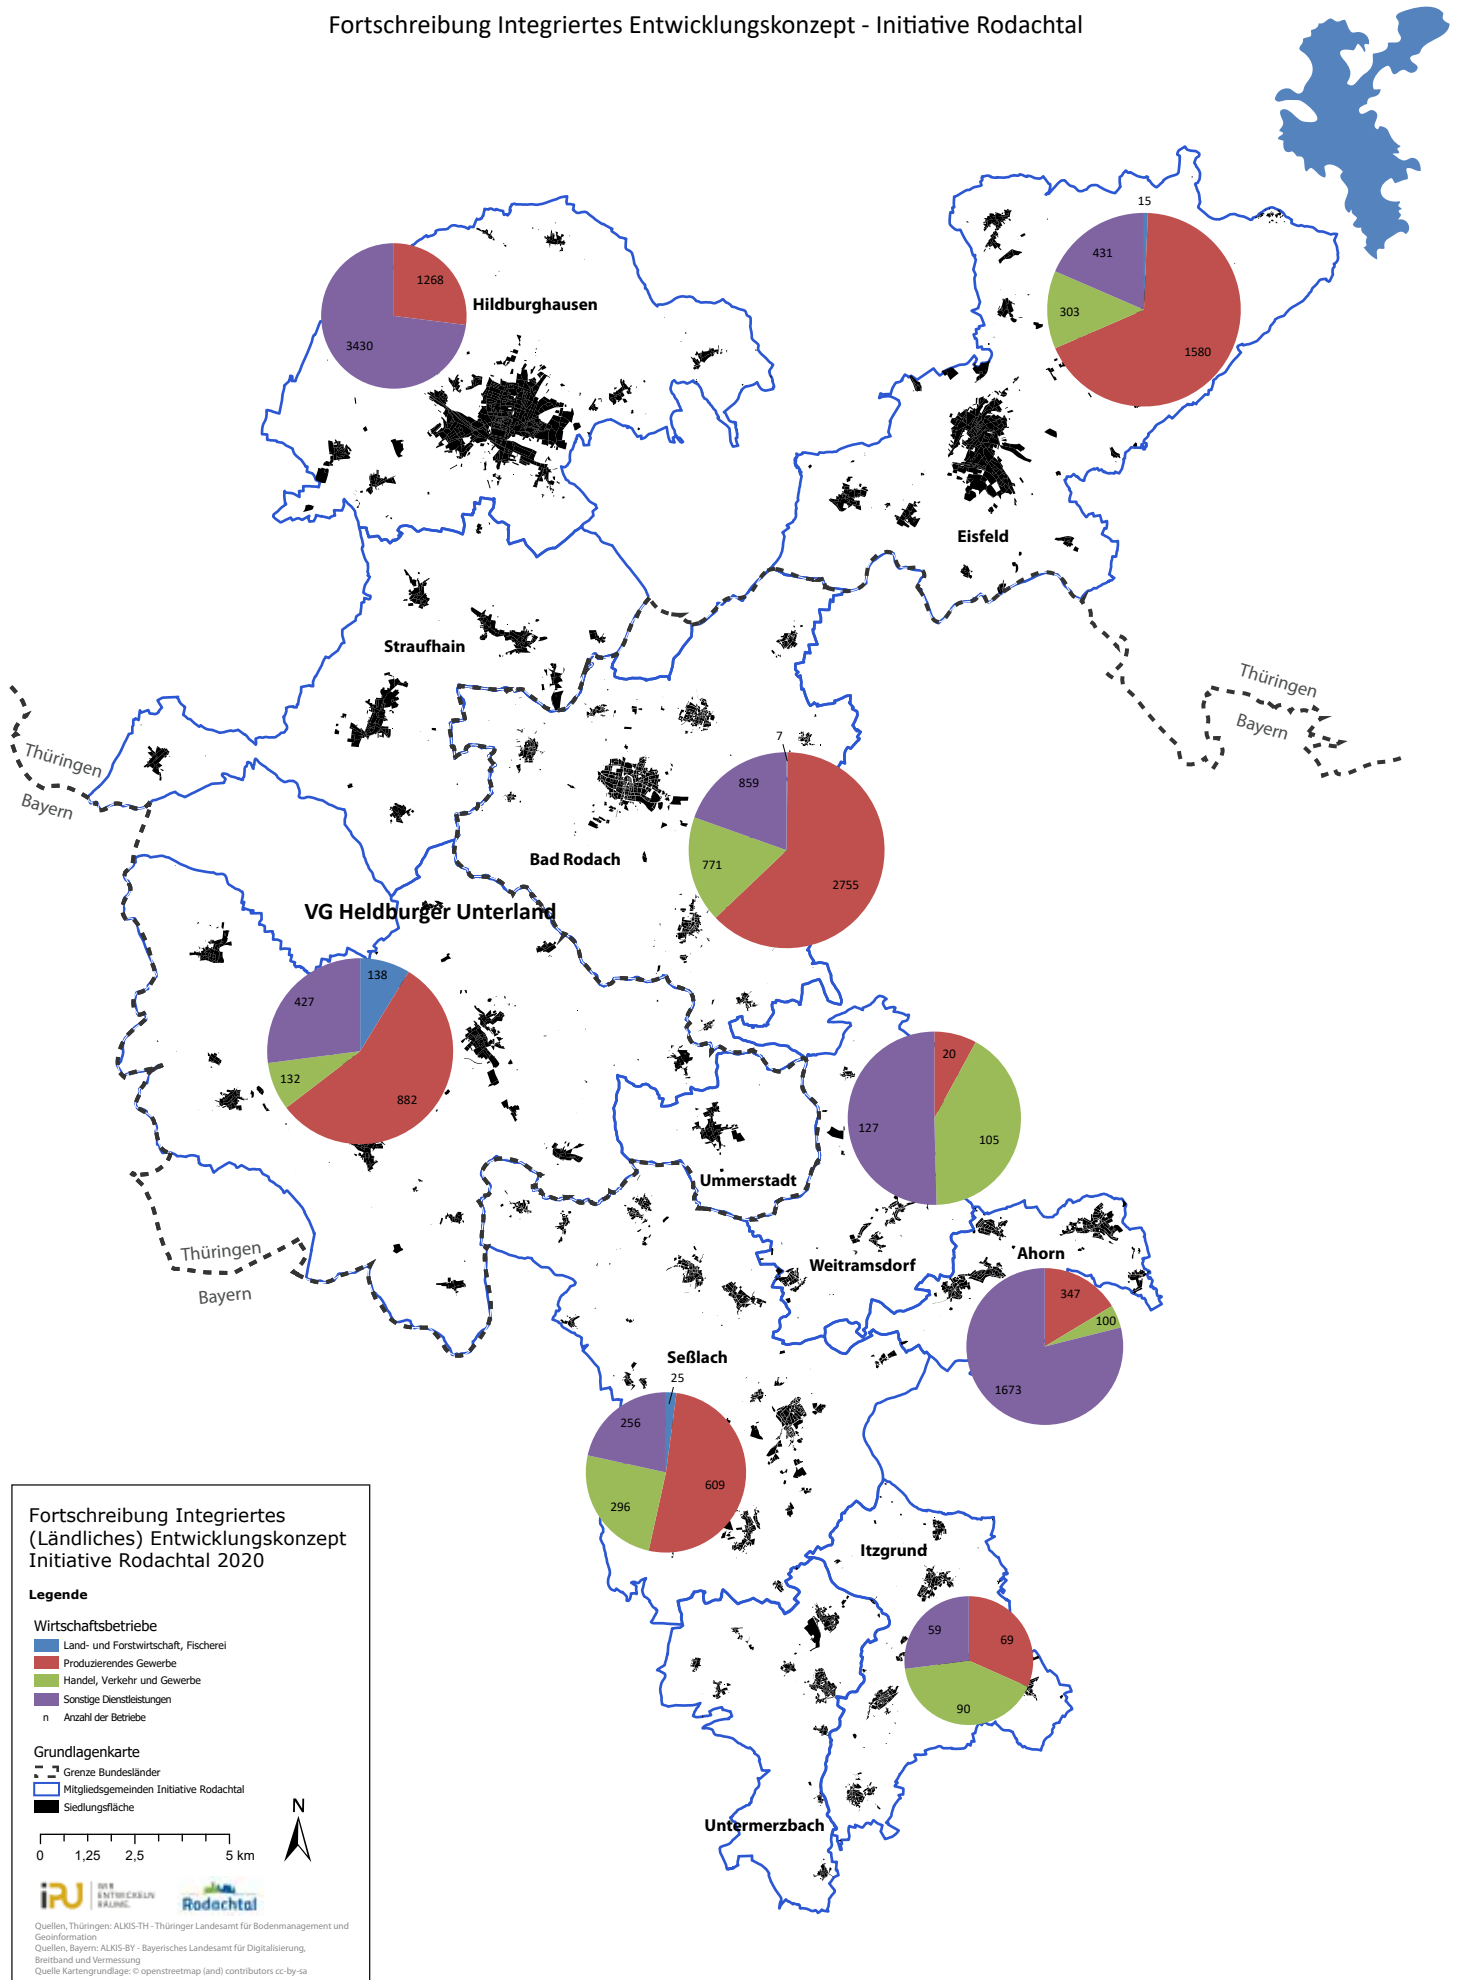 Fortschreibung Integriertes Entwicklungskonzept - Initiative Rodachtal
15
431
303
1580
1268
3430
Hildburghausen
Eisfeld
Straufhain
Thüringen
Bayern
Thüringen
Bayern
7
859
771
2755
Bad Rodach
VG Heldburger Unterland
138
427
132
882
20
127
105
Ummerstadt
Weitramsdorf
Ahorn
347
100
1673
Thüringen
Bayern
Seßlach
25
256
296
609
Itzgrund
59
69
90
Untermerzbach
Fortschreibung Integriertes
(Ländliches) Entwicklungskonzept
Initiative Rodachtal 2020
Legende
Wirtschaftsbetriebe
Land- und Forstwirtschaft, Fischerei
Produzierendes Gewerbe
Handel, Verkehr und Gewerbe
Sonstige Dienstleistungen
n Anzahl der Betriebe
Grundlagenkarte
Grenze Bundesländer
Mitgliedsgemeinden Initiative Rodachtal
Siedlungsfläche
N
0 1,25 2,5 5 km
iPU
WIR
ENTWICKELN
RÄUME.
Rodachtal
Quellen, Thüringen: ALKIS-TH - Thüringer Landesamt für Bodenmanagement und
Geoinformation
Quellen, Bayern: ALKIS-BY - Bayerisches Landesamt für Digitalisierung,
Breitband und Vermessung
Quelle Kartengrundlage: © openstreetmap (and) contributors cc-by-sa